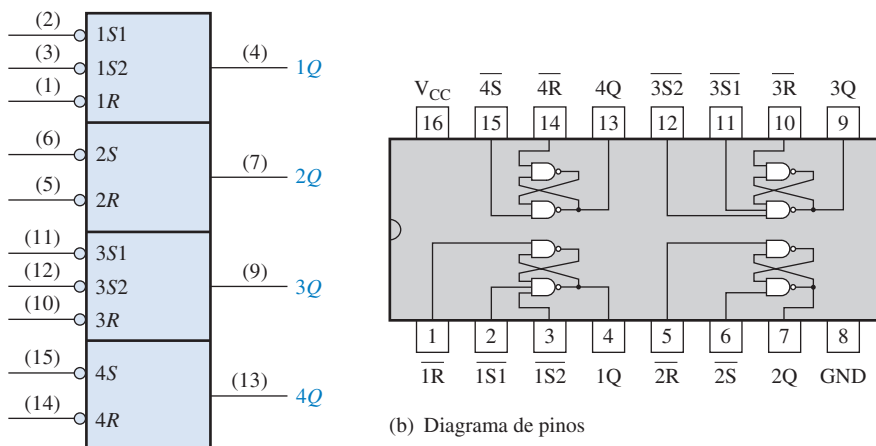 (2) 1S1
(3) 1S2 (4) 1Q
(1) 1R
(6) 2S
(7) 2Q
(5) 2R
(11) 3S1
(12) 3S2 (9) 3Q
(10) 3R
(15) 4S
(13) 4Q
(14) 4R
V_CC 4S̅ 4R̅ 4Q 3S2̅ 3S1̅ 3R̅ 3Q
16 15 14 13 12 11 10 9
1 2 3 4 5 6 7 8
1R̅ 1S1̅ 1S2̅ 1Q 2R̅ 2S̅ 2Q GND
(b) Diagrama de pinos